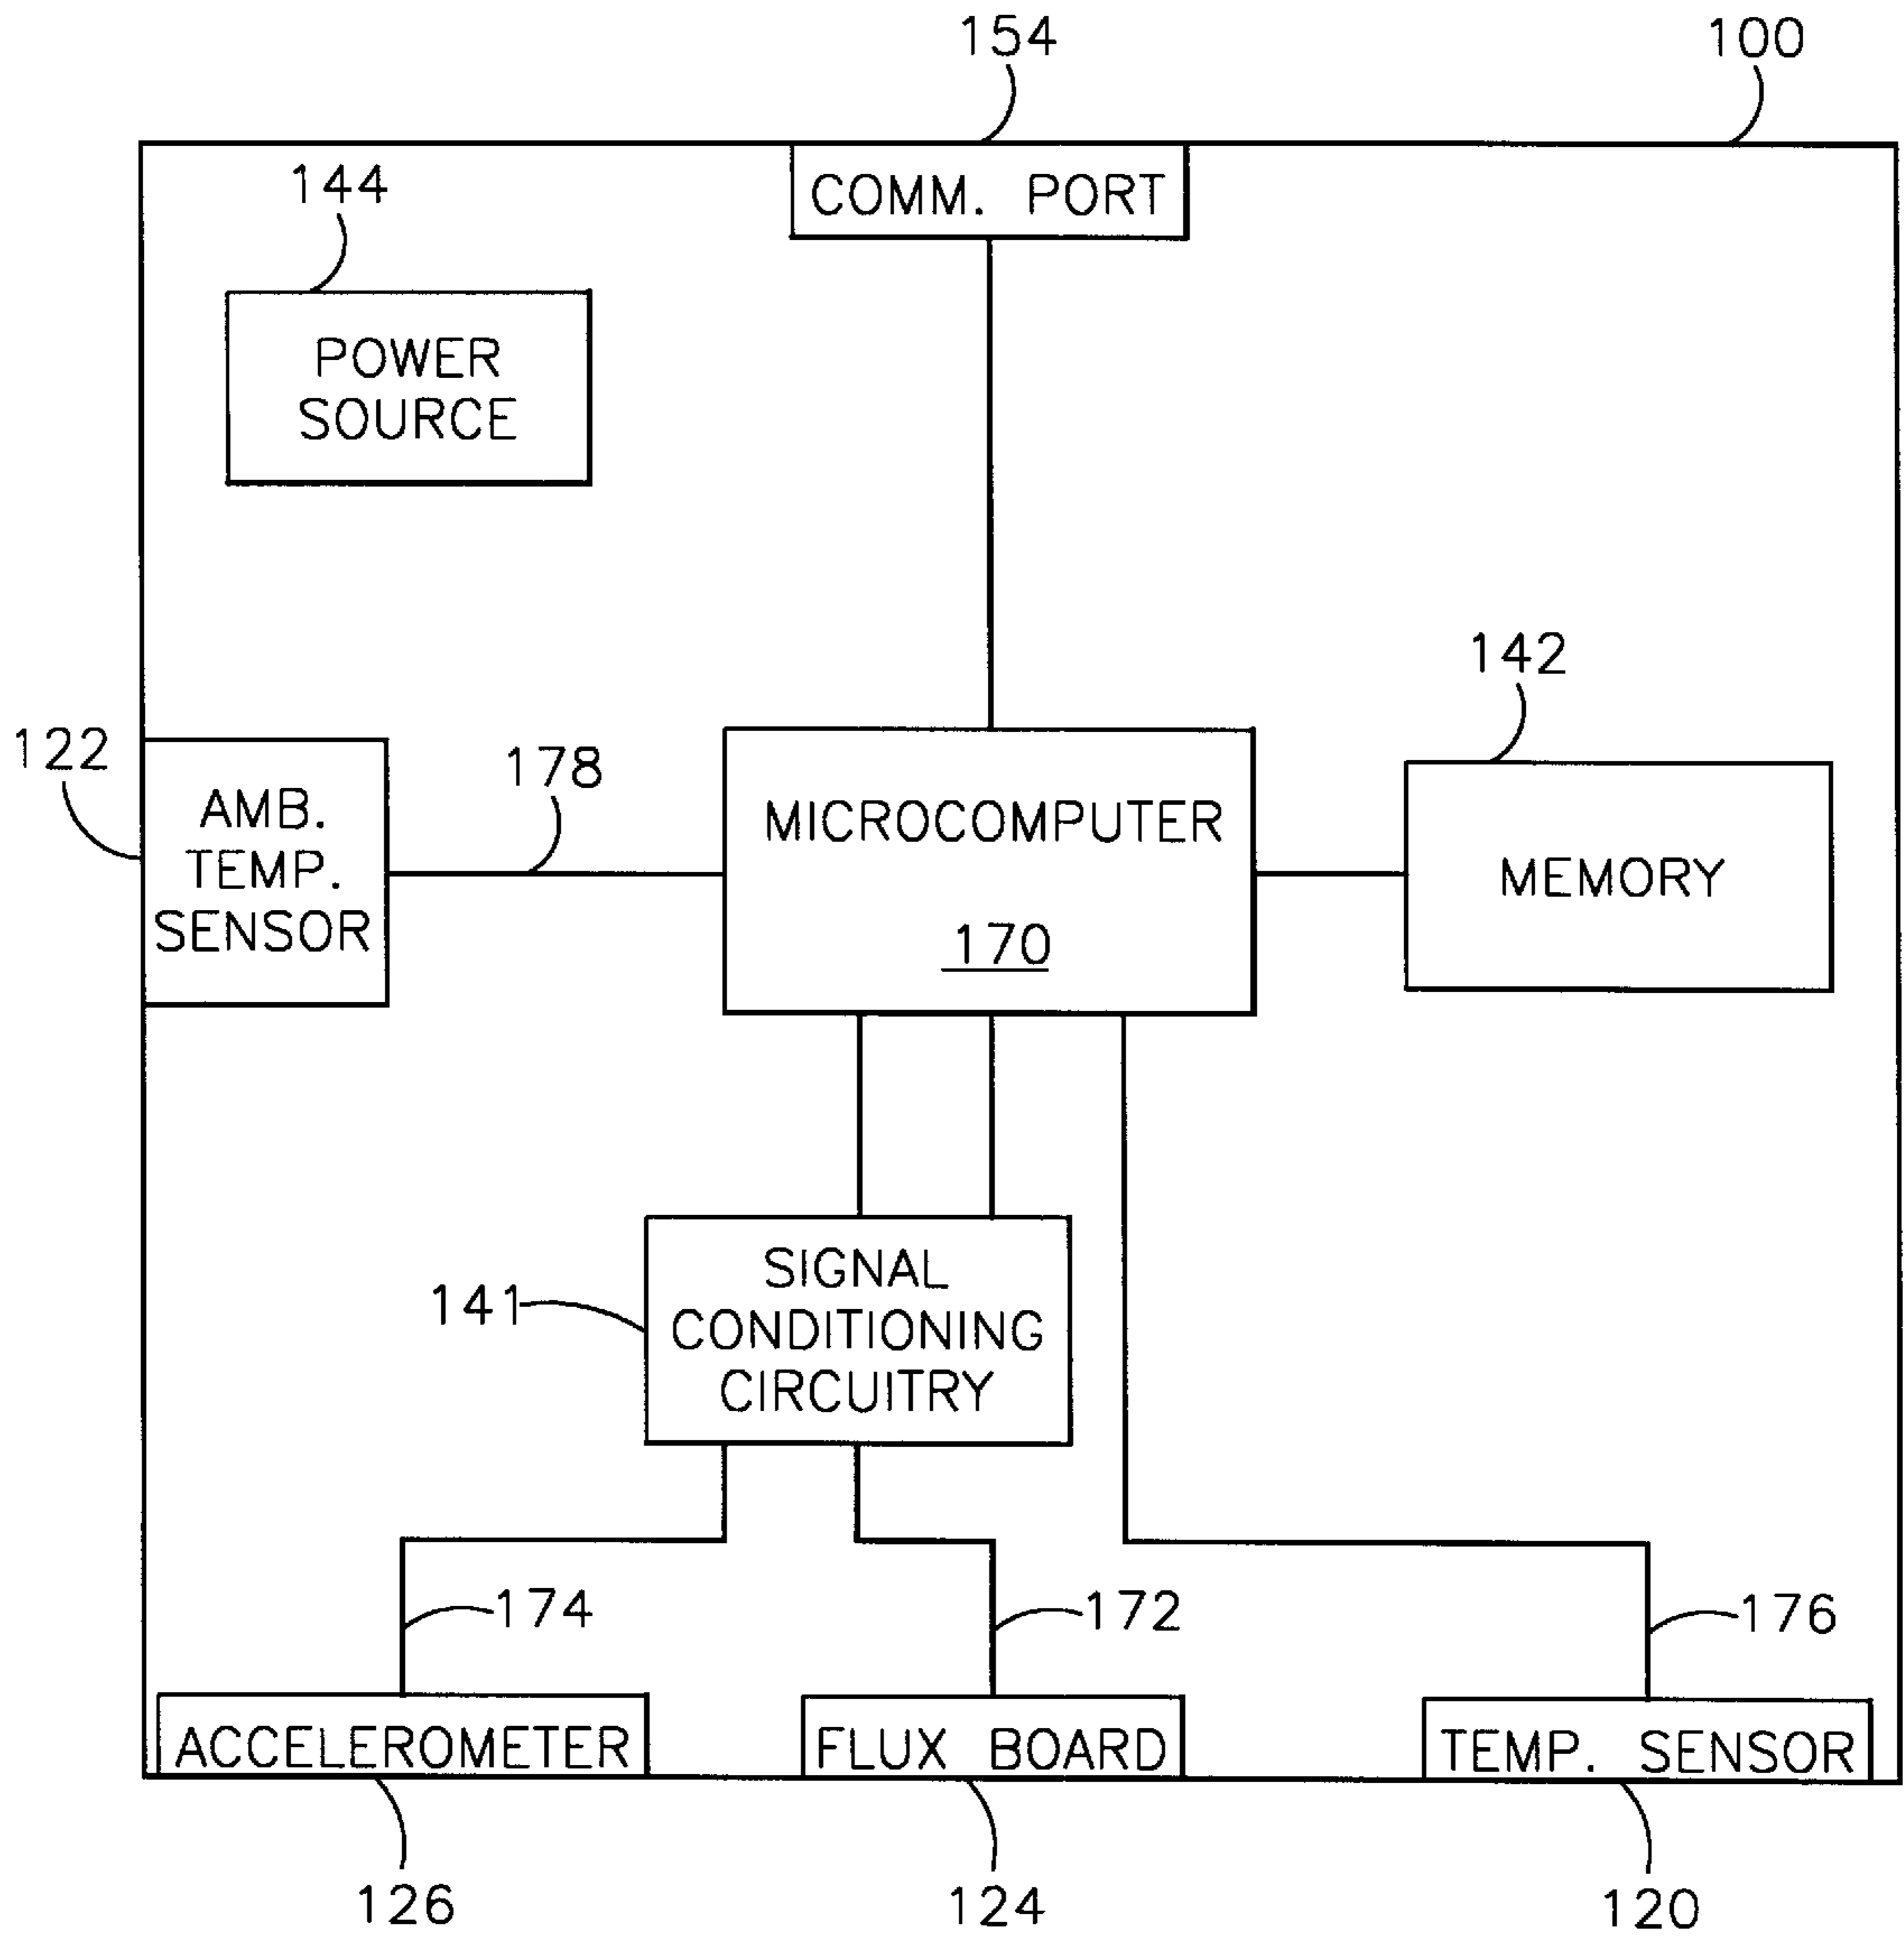 154
100
144
COMM. PORT
POWER
SOURCE
142
122
178
AMB.
TEMP.
SENSOR
MICROCOMPUTER
170
MEMORY
141
SIGNAL
CONDITIONING
CIRCUITRY
174
172
176
ACCELEROMETER
FLUX BOARD
TEMP. SENSOR
126
124
120